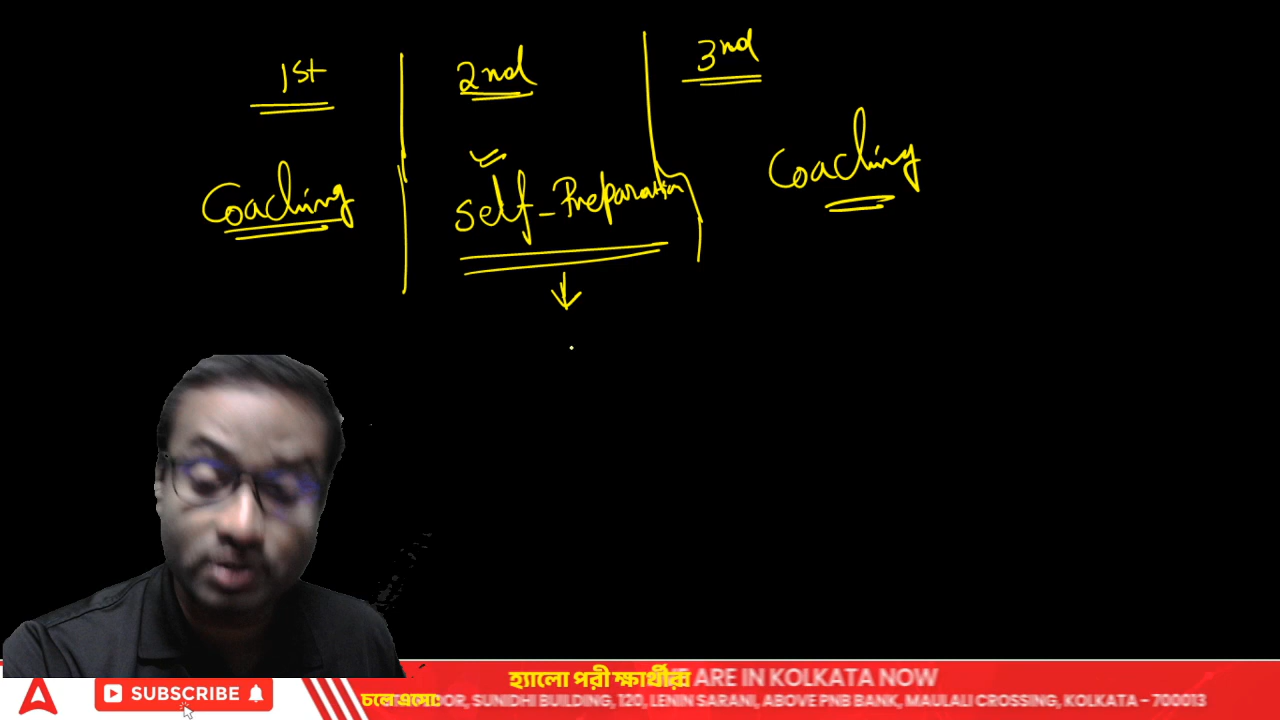 1st 2nd 3nd
Coaching self-Preparation Coaching
হ্যালো পরীক্ষার্থীরা ARE IN KOLKATA NOW
SUBSCRIBE
চলে এসো OR, SUNIDHI BUILDING, 120, LENIN SARANI, ABOVE PNB BANK, MAULALI CROSSING, KOLKATA - 700013